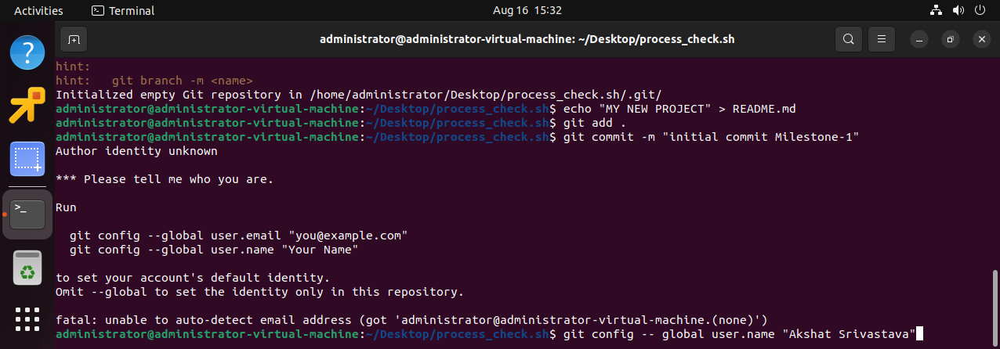 Activities
Terminal
Aug 16 15:32
administrator@administrator-virtual-machine: ~/Desktop/process_check.sh
hint:
hint:   git branch -m <name>
Initialized empty Git repository in /home/administrator/Desktop/process_check.sh/.git/
administrator@administrator-virtual-machine:~/Desktop/process_check.sh$ echo "MY NEW PROJECT" > README.md
administrator@administrator-virtual-machine:~/Desktop/process_check.sh$ git add .
administrator@administrator-virtual-machine:~/Desktop/process_check.sh$ git commit -m "initial commit Milestone-1"
Author identity unknown
*** Please tell me who you are.
Run
  git config --global user.email "you@example.com"
  git config --global user.name "Your Name"
to set your account's default identity.
Omit --global to set the identity only in this repository.
fatal: unable to auto-detect email address (got 'administrator@administrator-virtual-machine.(none)')
administrator@administrator-virtual-machine:~/Desktop/process_check.sh$ git config -- global user.name "Akshat Srivastava"